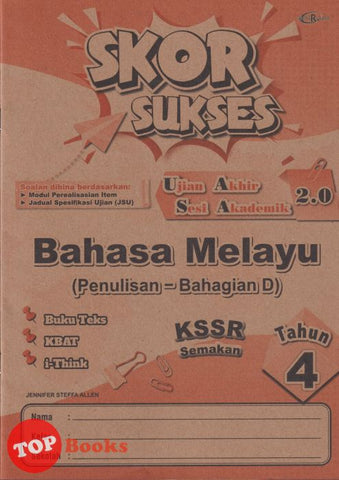 SKOR
SUKSES
Soalan dibina berdasarkan:
➤ Modul Perealisasian Item
➤ Jadual Spesifikasi Ujian (JSU)
Ujian Akhir
Sesi Akademik
2.0
Bahasa Melayu
(Penulisan – Bahagian D)
Buku Teks
KBAT
i-Think
KSSR
Semakan
Tahun
4
JENNIFER STEFFA ALLEN
Nama :
Sekolah :
TOP Books